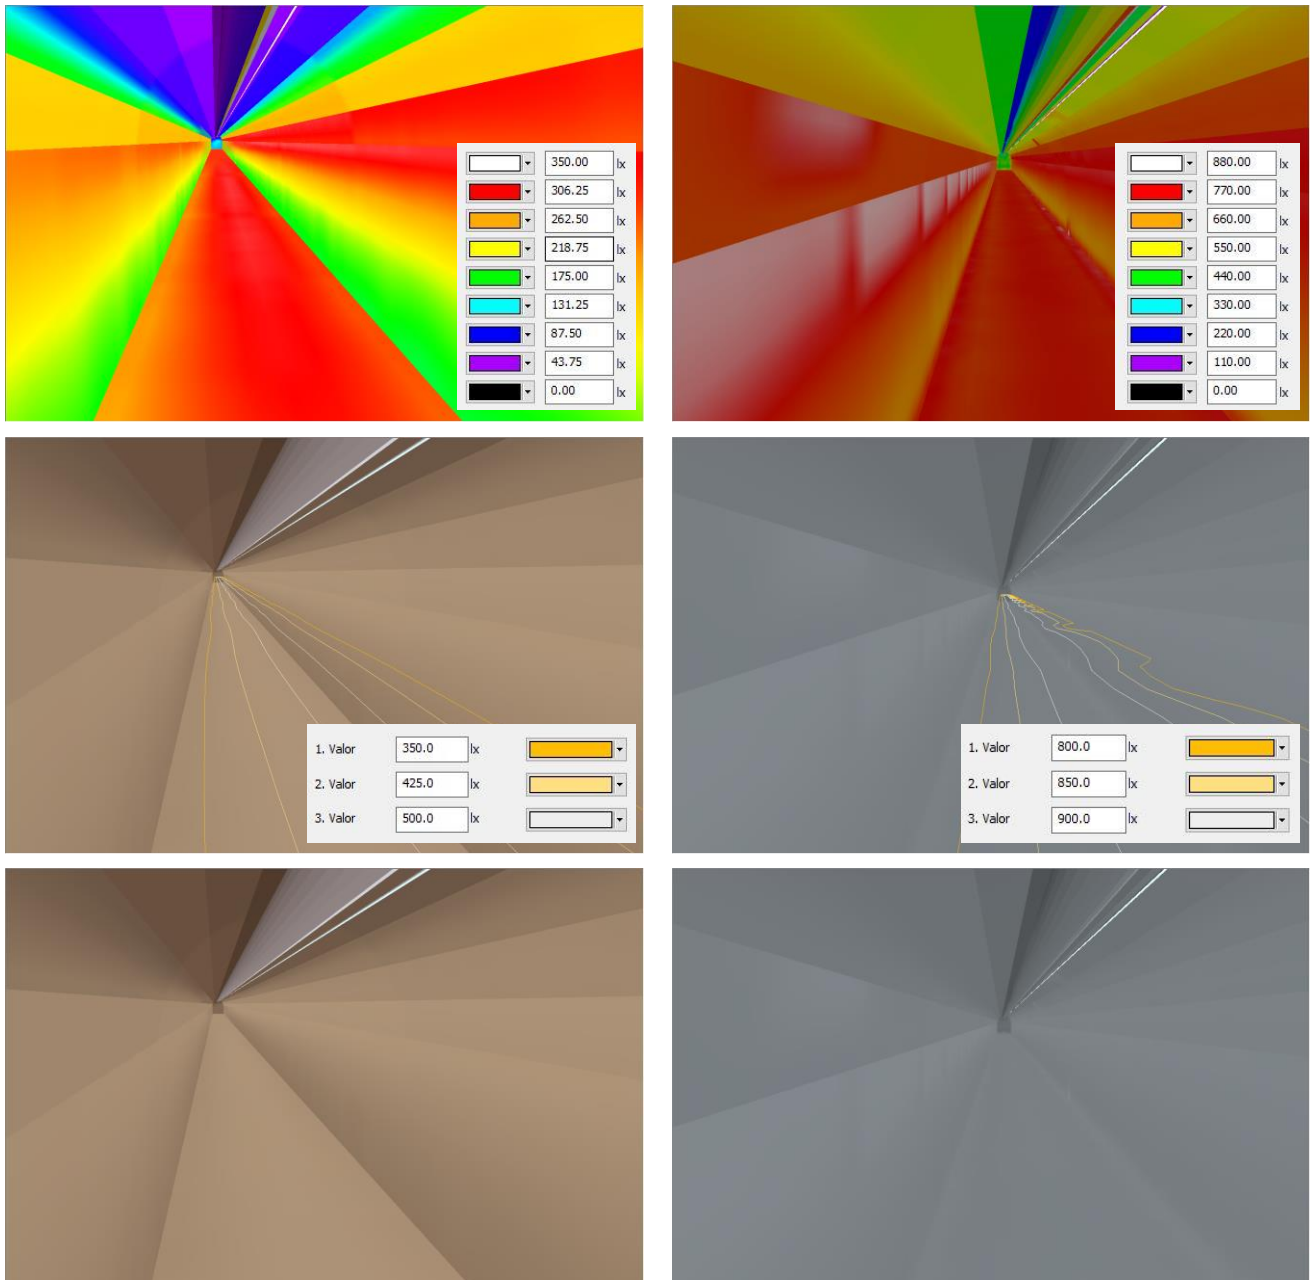 350.00 lx
306.25 lx
262.50 lx
218.75 lx
175.00 lx
131.25 lx
87.50 lx
43.75 lx
0.00 lx
880.00 lx
770.00 lx
660.00 lx
550.00 lx
440.00 lx
330.00 lx
220.00 lx
110.00 lx
0.00 lx
1. Valor 350.0 lx
2. Valor 425.0 lx
3. Valor 500.0 lx
1. Valor 800.0 lx
2. Valor 850.0 lx
3. Valor 900.0 lx